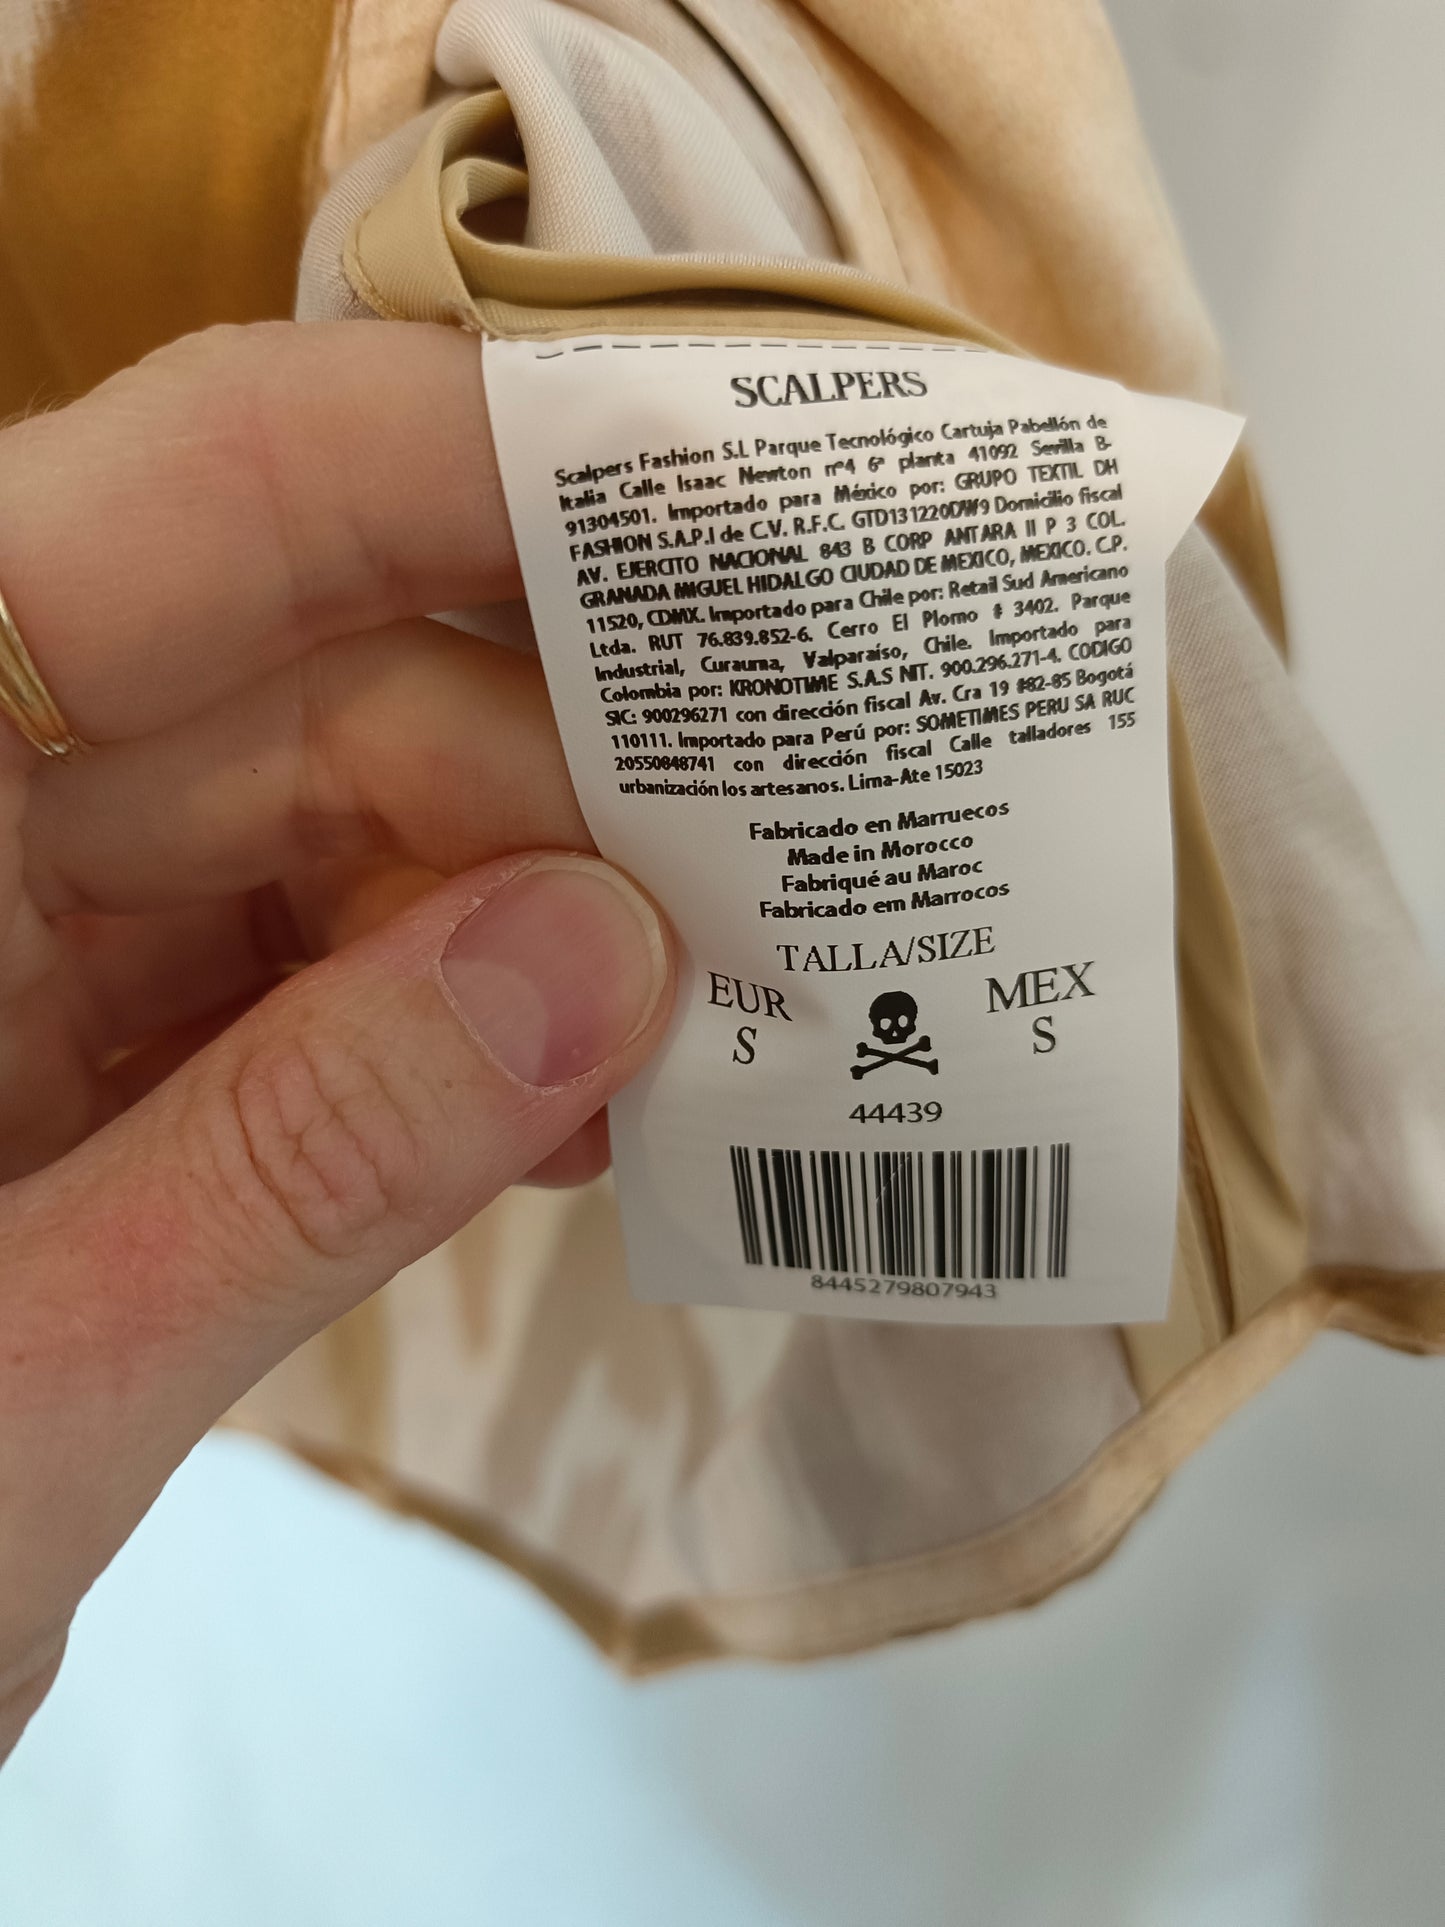 SCALPERS
Scalpers Fashion S.L Parque Tecnológico Cartuja Pabellón de
Italia Calle Isaac Newton nº4 6ª planta 41092 Sevilla B-
91304501. Importado para México por: GRUPO TEXTIL DH
FASHION S.A.P.I de C.V. R.F.C. GTD131220DW9 Domicilio fiscal
AV. EJERCITO NACIONAL 843 B CORP ANTARA II P 3 COL.
GRANADA MIGUEL HIDALGO CIUDAD DE MEXICO, MEXICO. C.P.
11520, CDMX. Importado para Chile por: Retail Sud Americano
Ltda. RUT 76.839.852-6. Cerro El Plomo # 3402. Parque
Industrial, Curauma, Valparaíso, Chile. Importado para
Colombia por: KRONOTIME S.A.S NIT. 900.296.271-4. CODIGO
SIC: 900296271 con dirección fiscal Av. Cra 19 #82-85 Bogotá
110111. Importado para Perú por: SOMETIMES PERU SA RUC
20550848741 con dirección fiscal Calle talladores 155
urbanización los artesanos. Lima-Ate 15023
Fabricado en Marruecos
Made in Morocco
Fabriqué au Maroc
Fabricado em Marrocos
TALLA/SIZE
EUR MEX
S S
44439
8445279807943